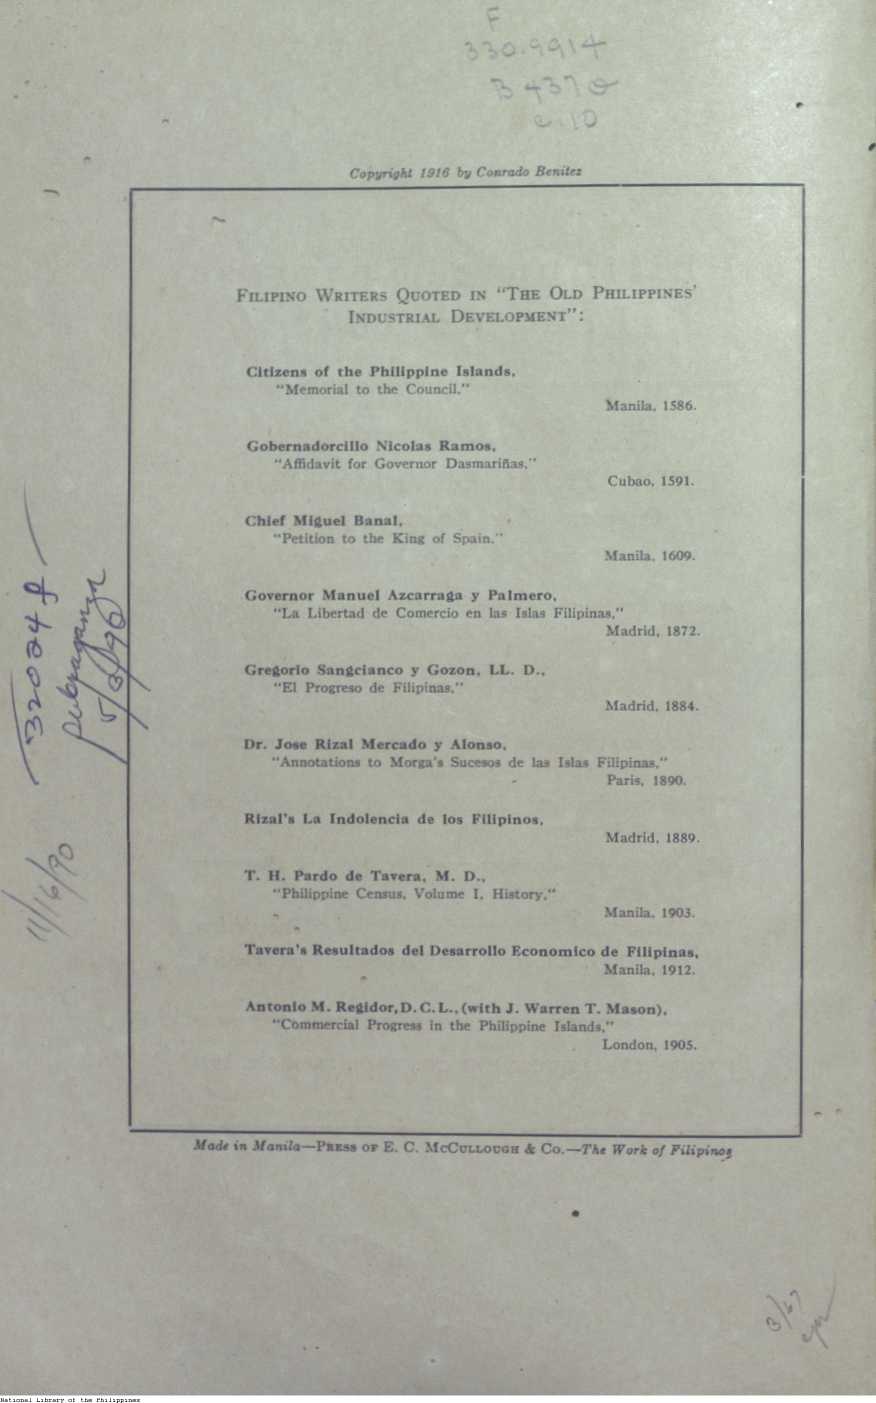 F
330.9914
B 437 o
c.10
Copyright 1916 by Conrado Benitez
Filipino Writers Quoted in "The Old Philippines'
Industrial Development":
Citizens of the Philippine Islands,
"Memorial to the Council,"
Manila, 1586.
Gobernadorcillo Nicolas Ramos,
"Affidavit for Governor Dasmariñas,"
Cubao, 1591.
Chief Miguel Banal,
"Petition to the King of Spain,"
Manila, 1609.
Governor Manuel Azcarraga y Palmero,
"La Libertad de Comercio en las Islas Filipinas,"
Madrid, 1872.
Gregorio Sangcianco y Gozon, LL. D.,
"El Progreso de Filipinas,"
Madrid, 1884.
Dr. Jose Rizal Mercado y Alonso,
"Annotations to Morga's Sucesos de las Islas Filipinas,"
Paris, 1890.
Rizal's La Indolencia de los Filipinos,
Madrid, 1889.
T. H. Pardo de Tavera, M. D.,
"Philippine Census, Volume I, History,"
Manila, 1903.
Tavera's Resultados del Desarrollo Economico de Filipinas,
Manila, 1912.
Antonio M. Regidor, D. C. L., (with J. Warren T. Mason),
"Commercial Progress in the Philippine Islands,"
London, 1905.
Made in Manila—Press of E. C. McCullough & Co.—The Work of Filipinos
11/16/90
3/67
National Library of the Philippines